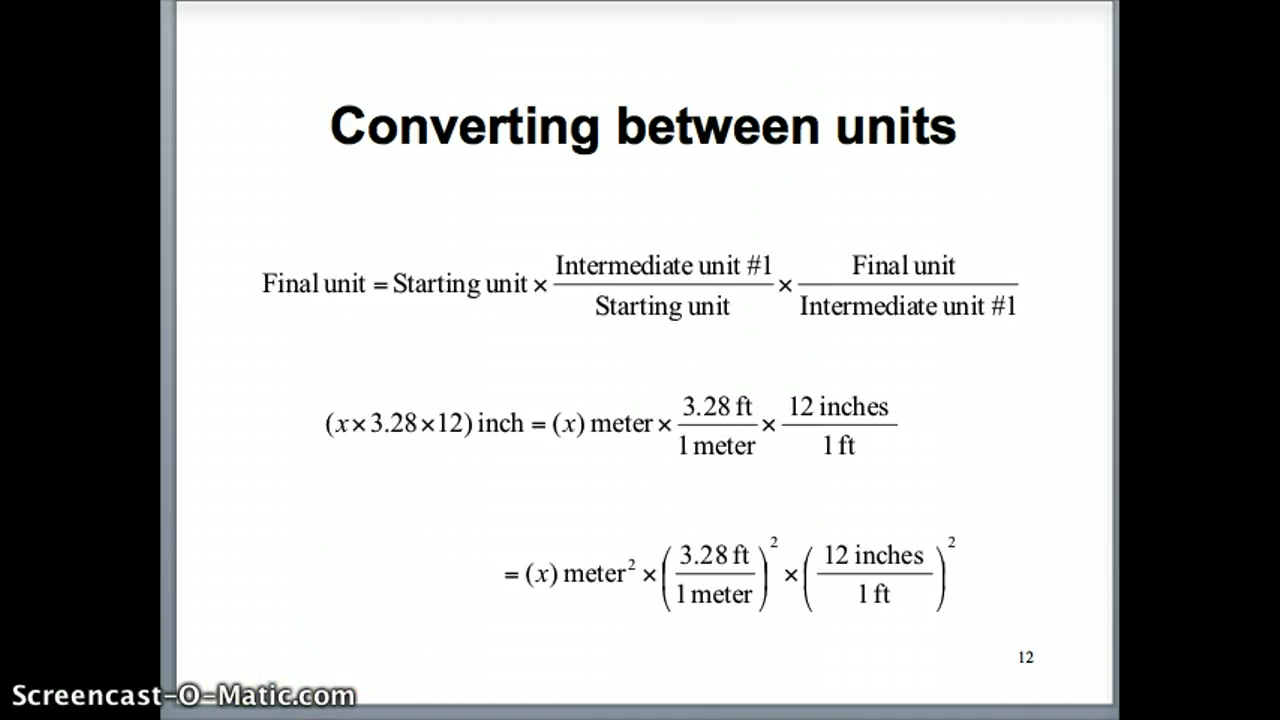 Converting between units
Final unit = Starting unit × Intermediate unit #1 / Starting unit × Final unit / Intermediate unit #1
(x × 3.28 × 12) inch = (x) meter × 3.28 ft / 1 meter × 12 inches / 1 ft
= (x) meter² × (3.28 ft / 1 meter)² × (12 inches / 1 ft)²
12
Screencast-O-Matic.com